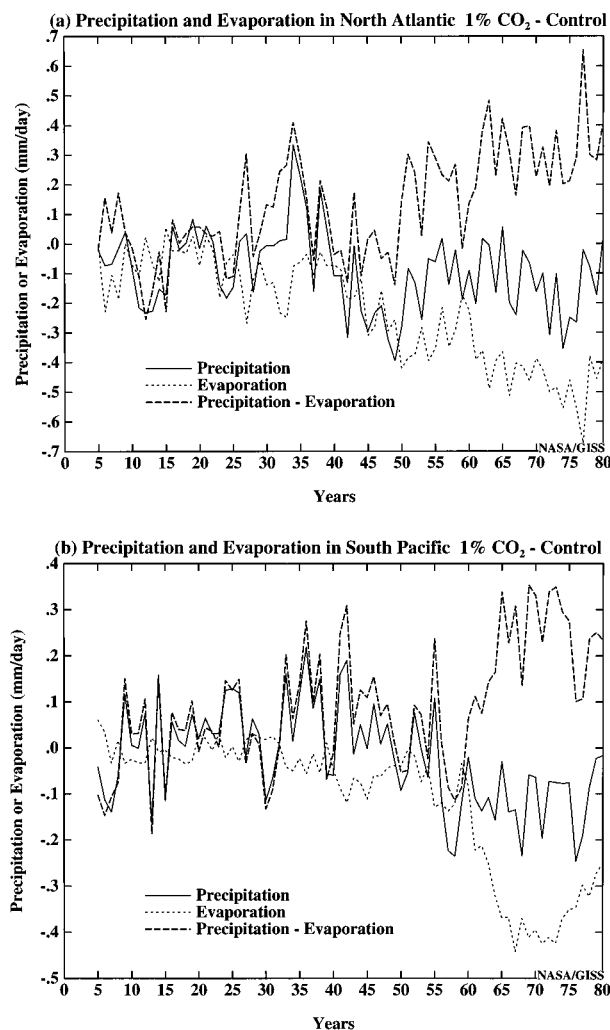 (a) Precipitation and Evaporation in North Atlantic 1% CO₂ - Control
.7
.6
.5
.4
.3
.2
.1
.0
-.1
-.2
-.3
-.4
-.5
-.6
-.7
Precipitation or Evaporation (mm/day)
Precipitation
Evaporation
Precipitation - Evaporation
NASA/GISS
0 5 10 15 20 25 30 35 40 45 50 55 60 65 70 75 80
Years
(b) Precipitation and Evaporation in South Pacific 1% CO₂ - Control
.4
.3
.2
.1
.0
-.1
-.2
-.3
-.4
-.5
Precipitation or Evaporation (mm/day)
Precipitation
Evaporation
Precipitation - Evaporation
NASA/GISS
0 5 10 15 20 25 30 35 40 45 50 55 60 65 70 75 80
Years